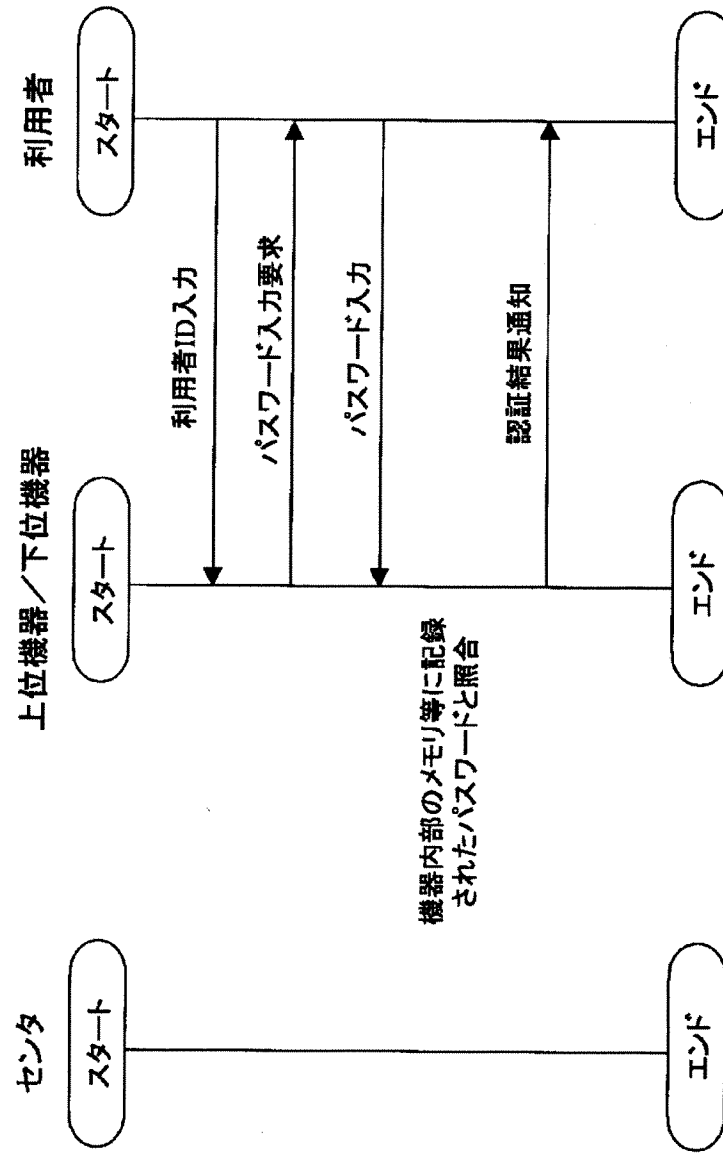 センタ
上位機器／下位機器
利用者
スタート
スタート
スタート
利用者ID入力
パスワード入力要求
パスワード入力
機器内部のメモリ等に記録
されたパスワードと照合
認証結果通知
エンド
エンド
エンド